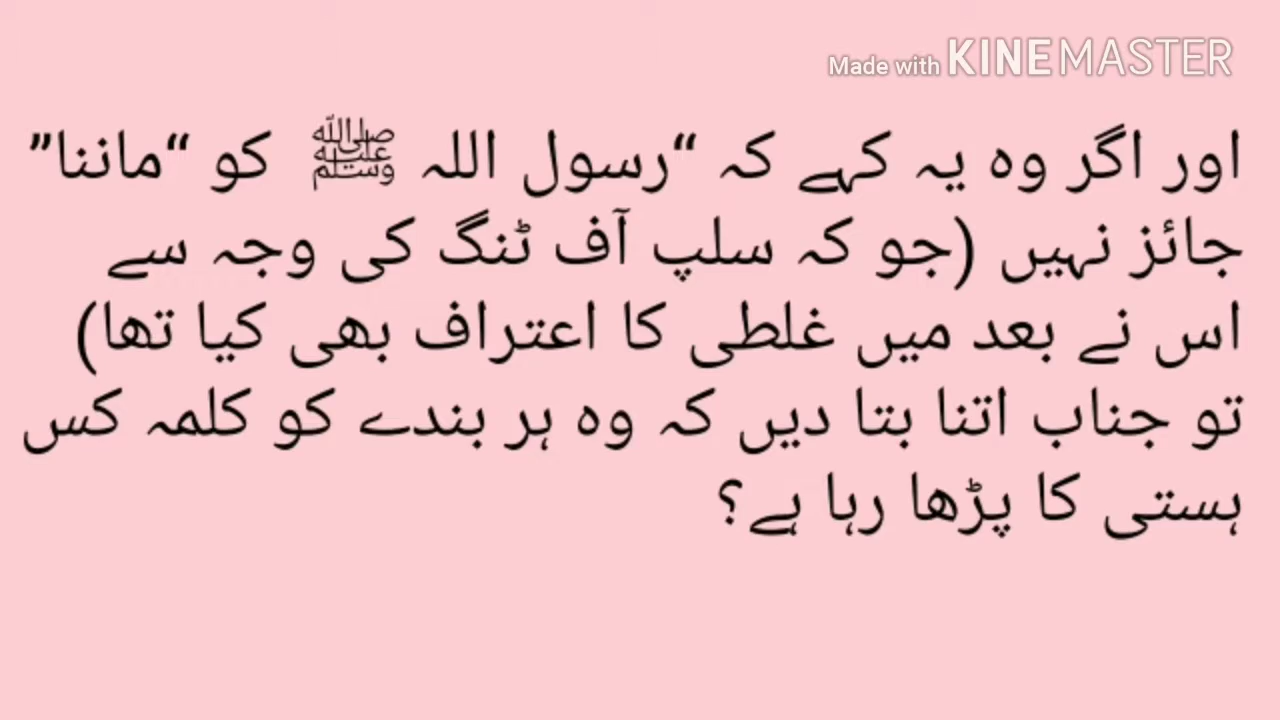 Made with KINEMASTER
اور اگر وہ یہ کہے کہ “رسول اللہ ﷺ کو “ماننا”
جائز نہیں (جو کہ سلپ آف ٹنگ کی وجہ سے
اس نے بعد میں غلطی کا اعتراف بھی کیا تھا)
تو جناب اتنا بتا دیں کہ وہ ہر بندے کو کلمہ کس
ہستی کا پڑھا رہا ہے؟